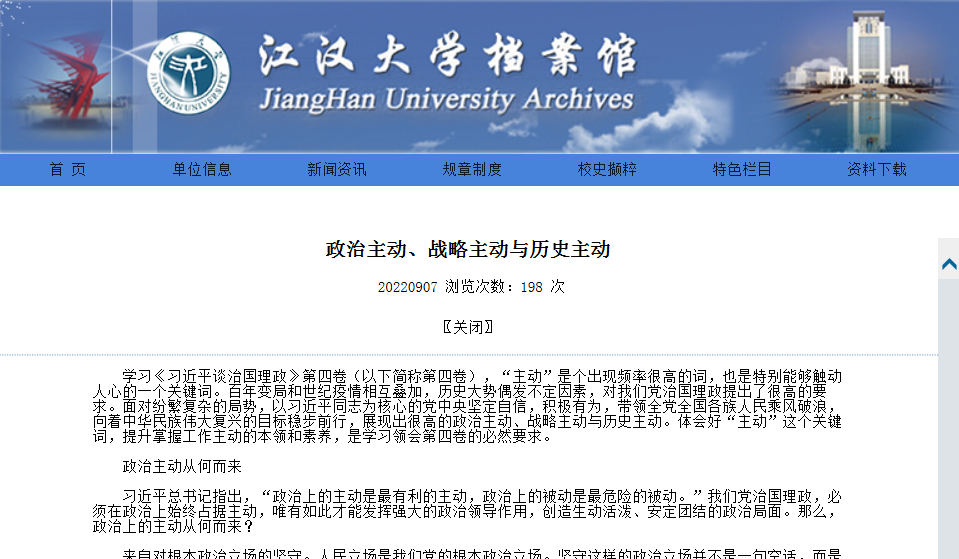 江汉大学档案馆
JiangHan University Archives
江汉大学
JIANGHAN UNIVERSITY
首 页 单位信息 新闻资讯 规章制度 校史撷粹 特色栏目 资料下载
政治主动、战略主动与历史主动
20220907 浏览次数：198 次
〖关闭〗
学习《习近平谈治国理政》第四卷（以下简称第四卷），“主动”是个出现频率很高的词，也是特别能够触动
人心的一个关键词。百年变局和世纪疫情相互叠加，历史大势偶发不定因素，对我们党治国理政提出了很高的要
求。面对纷繁复杂的局势，以习近平同志为核心的党中央坚定自信，积极有为，带领全党全国各族人民乘风破浪，
向着中华民族伟大复兴的目标稳步前行，展现出很高的政治主动、战略主动与历史主动。体会好“主动”这个关键
词，提升掌握工作主动的本领和素养，是学习领会第四卷的必然要求。
政治主动从何而来
习近平总书记指出，“政治上的主动是最有利的主动，政治上的被动是最危险的被动。”我们党治国理政，必
须在政治上始终占据主动，唯有如此才能发挥强大的政治领导作用，创造生动活泼、安定团结的政治局面。那么，
政治上的主动从何而来？
来自对根本政治立场的坚守。人民立场是我们党的根本政治立场。坚守这样的政治立场并不是一句空话，而是